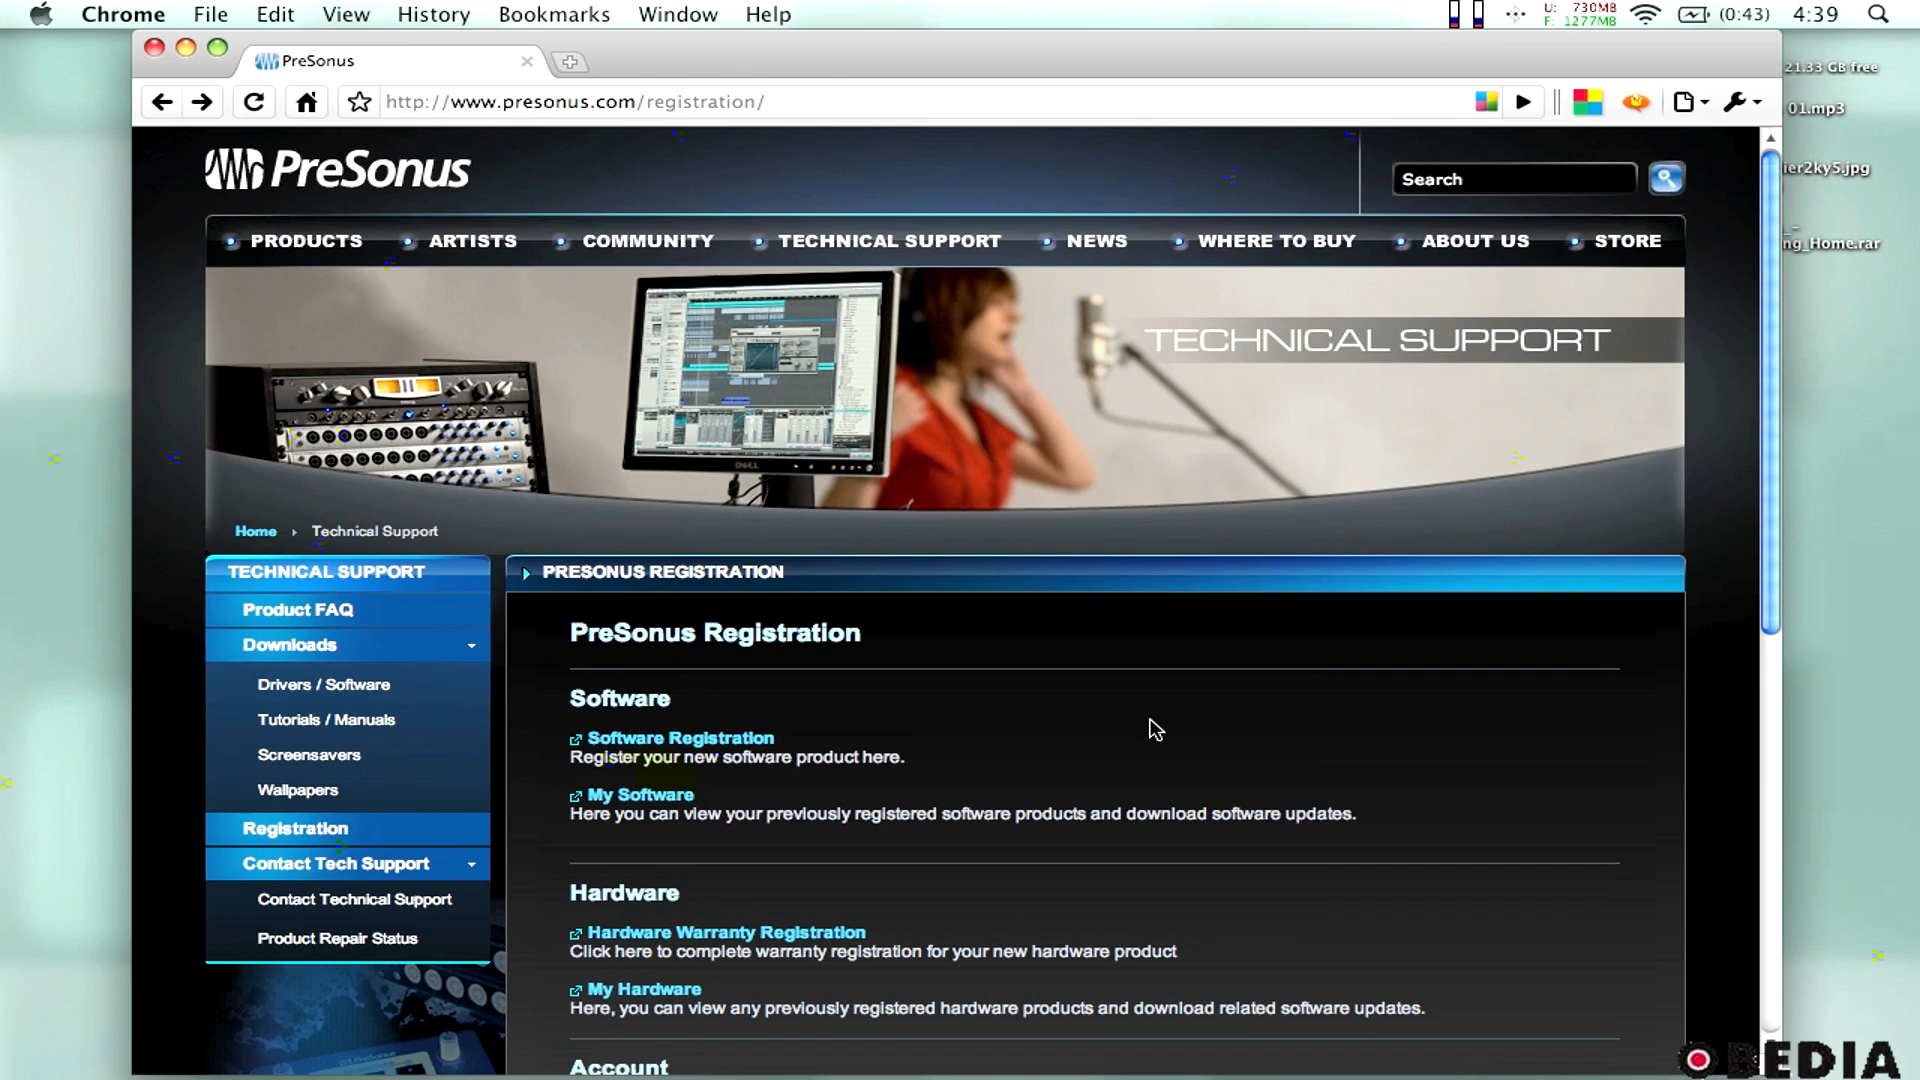 Chrome File Edit View History Bookmarks Window Help
U: 730MB
F: 1277MB
(0:43) 4:39
PreSonus
21.33 GB free
http://www.presonus.com/registration/
01.mp3
PreSonus
Search
ier2ky5.jpg
PRODUCTS ARTISTS COMMUNITY TECHNICAL SUPPORT NEWS WHERE TO BUY ABOUT US STORE
ng_Home.rar
TECHNICAL SUPPORT
DELL
Home Technical Support
TECHNICAL SUPPORT
Product FAQ
Downloads
Drivers / Software
Tutorials / Manuals
Screensavers
Wallpapers
Registration
Contact Tech Support
Contact Technical Support
Product Repair Status
PreSonus
PRESONUS REGISTRATION
PreSonus Registration
Software
Software Registration
Register your new software product here.
My Software
Here you can view your previously registered software products and download software updates.
Hardware
Hardware Warranty Registration
Click here to complete warranty registration for your new hardware product
My Hardware
Here, you can view any previously registered hardware products and download related software updates.
Account
OBEDIA